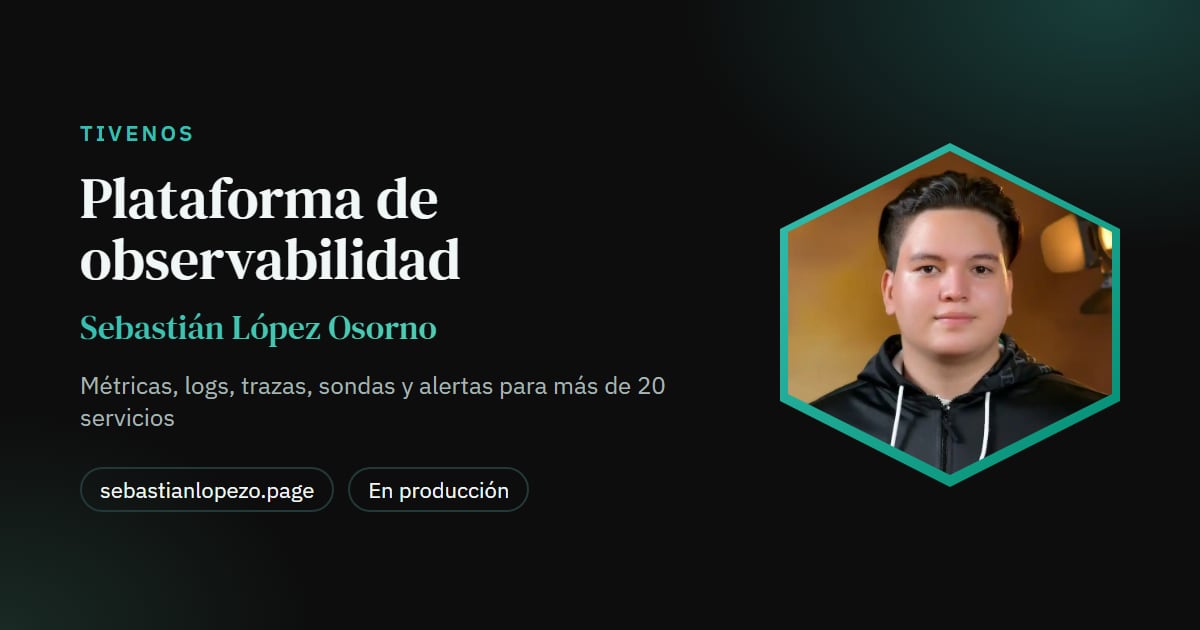 TIVENOS
Plataforma de
observabilidad
Sebastián López Osorno
Métricas, logs, trazas, sondas y alertas para más de 20
servicios
sebastianlopezo.page
En producción